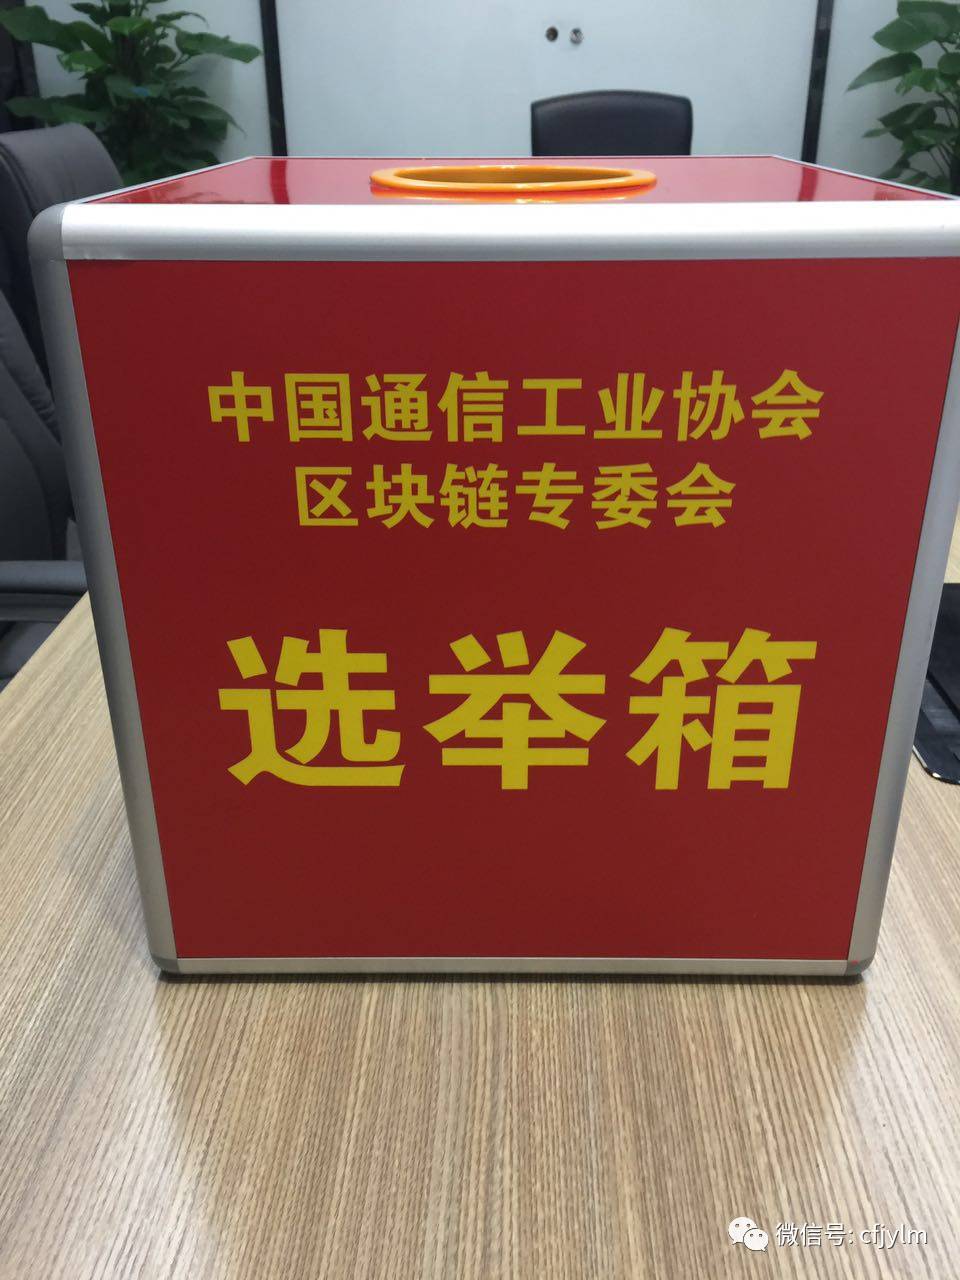 中国通信工业协会
区块链专委会
选举箱
微信号: cfjylm